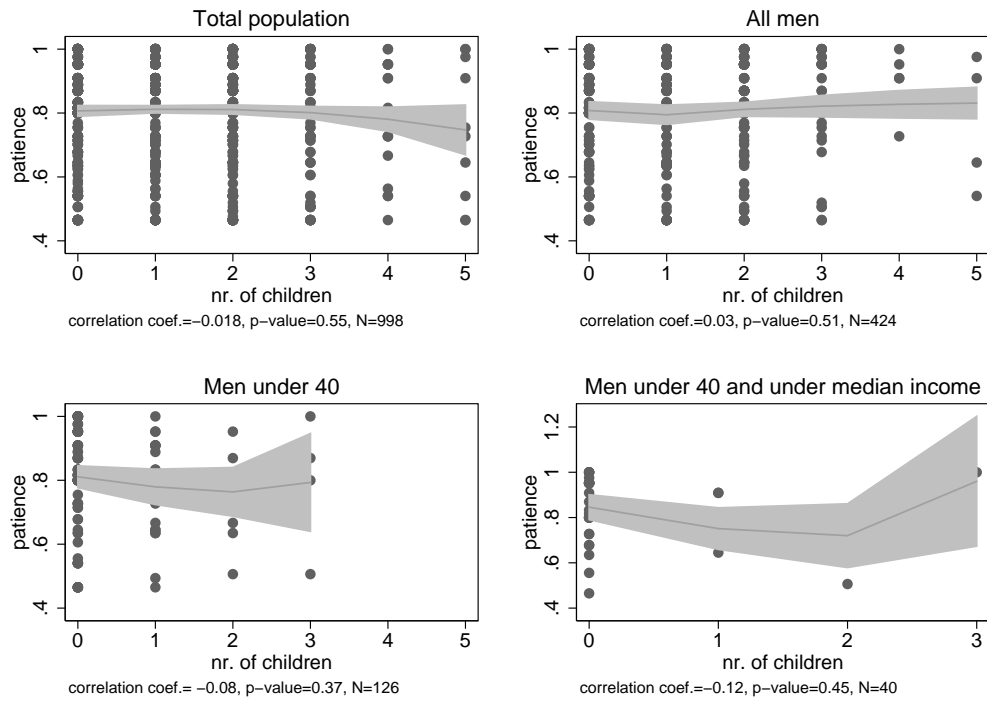 Total population
1
.8
.6
.4
patience
0 1 2 3 4 5
nr. of children
correlation coef.=−0.018, p−value=0.55, N=998
All men
1
.8
.6
.4
patience
0 1 2 3 4 5
nr. of children
correlation coef.=0.03, p−value=0.51, N=424
Men under 40
1
.8
.6
.4
patience
0 1 2 3 4 5
nr. of children
correlation coef.= −0.08, p−value=0.37, N=126
Men under 40 and under median income
1.2
1
.8
.6
.4
patience
0 1 2 3
nr. of children
correlation coef.=−0.12, p−value=0.45, N=40